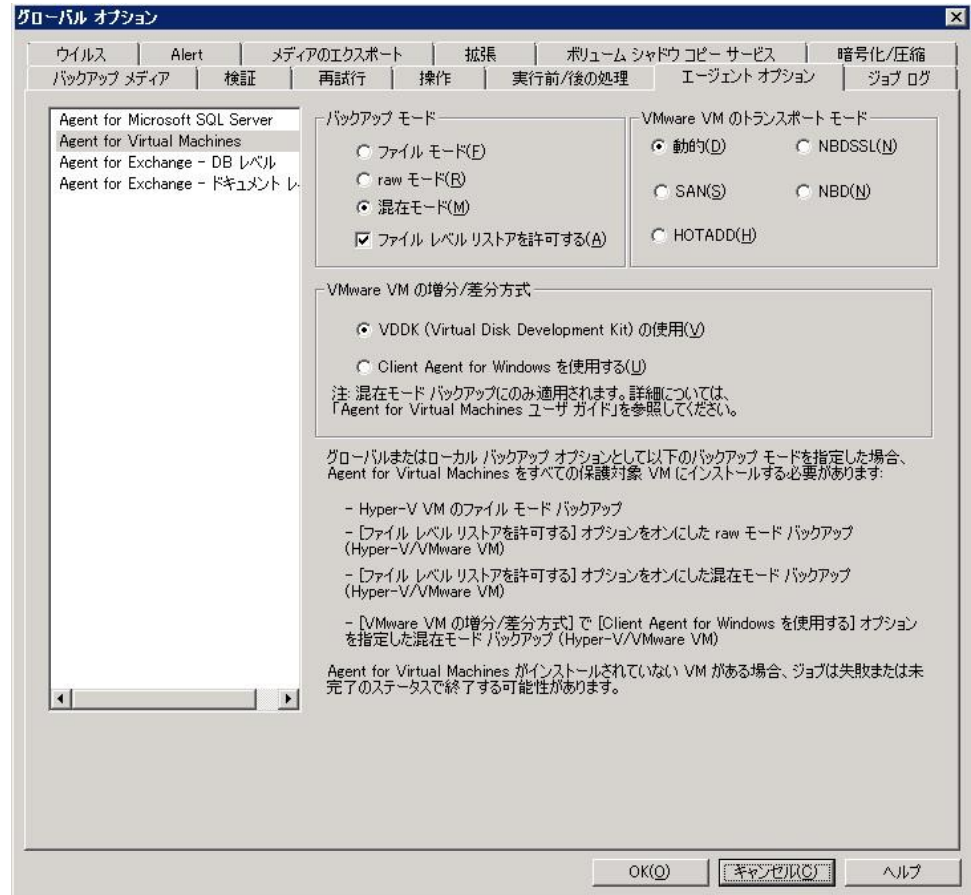 グローバル オプション
ウイルス
Alert
メディアのエクスポート
拡張
ボリューム シャドウ コピー サービス
暗号化/圧縮
バックアップ メディア
検証
再試行
操作
実行前/後の処理
エージェント オプション
ジョブ ログ
Agent for Microsoft SQL Server
Agent for Virtual Machines
Agent for Exchange - DB レベル
Agent for Exchange - ドキュメント レ
バックアップ モード
ファイル モード(F)
raw モード(R)
混在モード(M)
ファイル レベル リストアを許可する(A)
VMware VM のトランスポート モード
動的(D)
NBDSSL(N)
SAN(S)
NBD(N)
HOTADD(H)
VMware VM の増分/差分方式
VDDK (Virtual Disk Development Kit) の使用(V)
Client Agent for Windows を使用する(U)
注: 混在モード バックアップにのみ適用されます。詳細については、
「Agent for Virtual Machines ユーザ ガイド」を参照してください。
グローバルまたはローカル バックアップ オプションとして以下のバックアップ モードを指定した場合、
Agent for Virtual Machines をすべての保護対象 VM にインストールする必要があります:
- Hyper-V VM のファイル モード バックアップ
- [ファイル レベル リストアを許可する] オプションをオンにした raw モード バックアップ
(Hyper-V/VMware VM)
- [ファイル レベル リストアを許可する] オプションをオンにした混在モード バックアップ
(Hyper-V/VMware VM)
- [VMware VM の増分/差分方式] で [Client Agent for Windows を使用する] オプション
を指定した混在モード バックアップ (Hyper-V/VMware VM)
Agent for Virtual Machines がインストールされていない VM がある場合、ジョブは失敗または未
完了のステータスで終了する可能性があります。
OK(O)
キャンセル(C)
ヘルプ